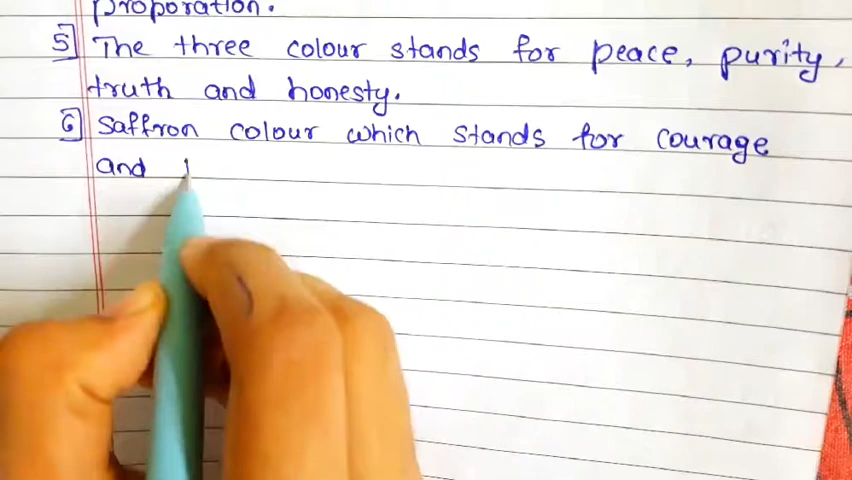 proporation.
5 The three colour stands for peace, purity,
truth and honesty.
6 Saffron colour which stands for courage
and